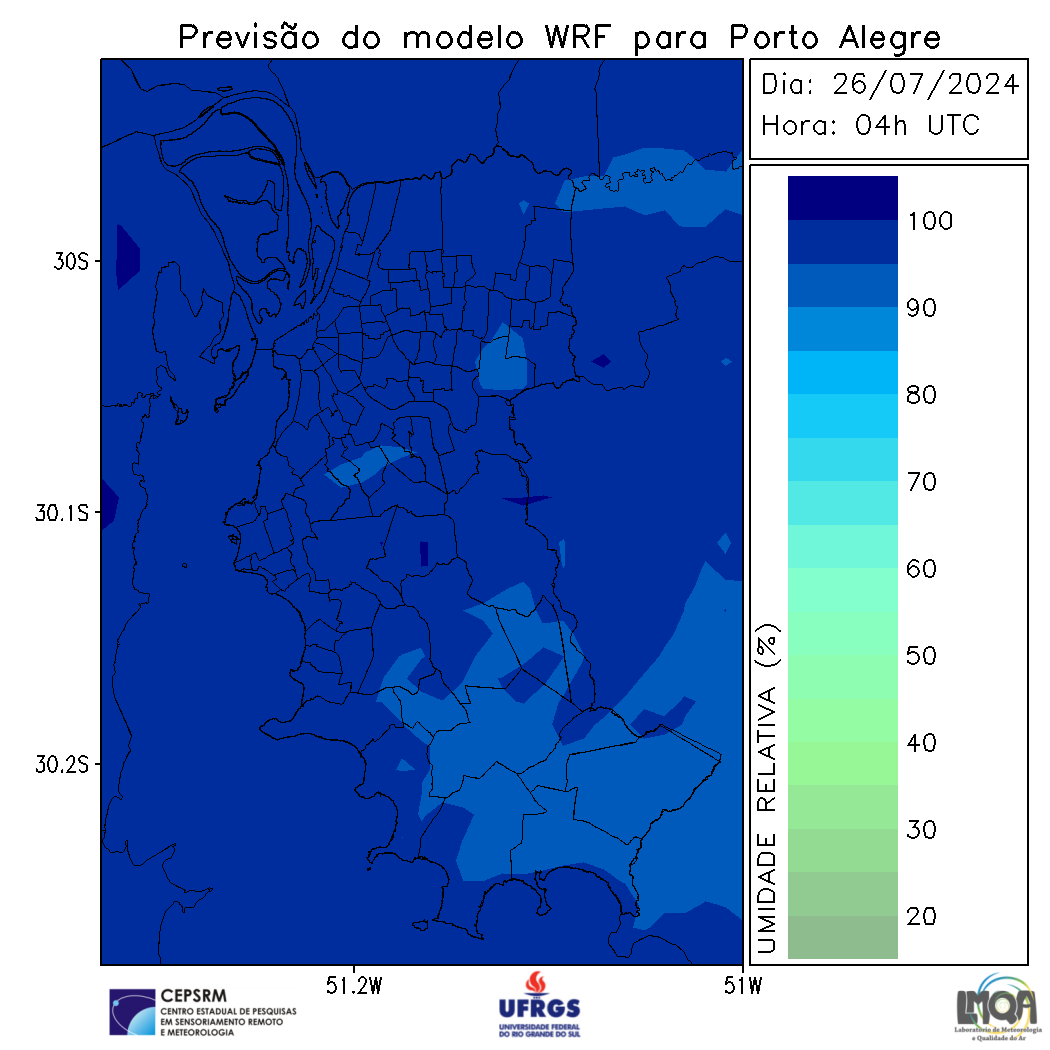 Previsão do modelo WRF para Porto Alegre
Dia: 26/07/2024
Hora: 04h UTC
100
90
80
70
60
50
40
30
20
UMIDADE RELATIVA (%)
30S
30.1S
30.2S
51.2W
51W
CEPSRM
CENTRO ESTADUAL DE PESQUISAS
EM SENSORIAMENTO REMOTO
E METEOROLOGIA
UFRGS
UNIVERSIDADE FEDERAL
DO RIO GRANDE DO SUL
LMQA
Laboratório de Meteorologia
e Qualidade do Ar